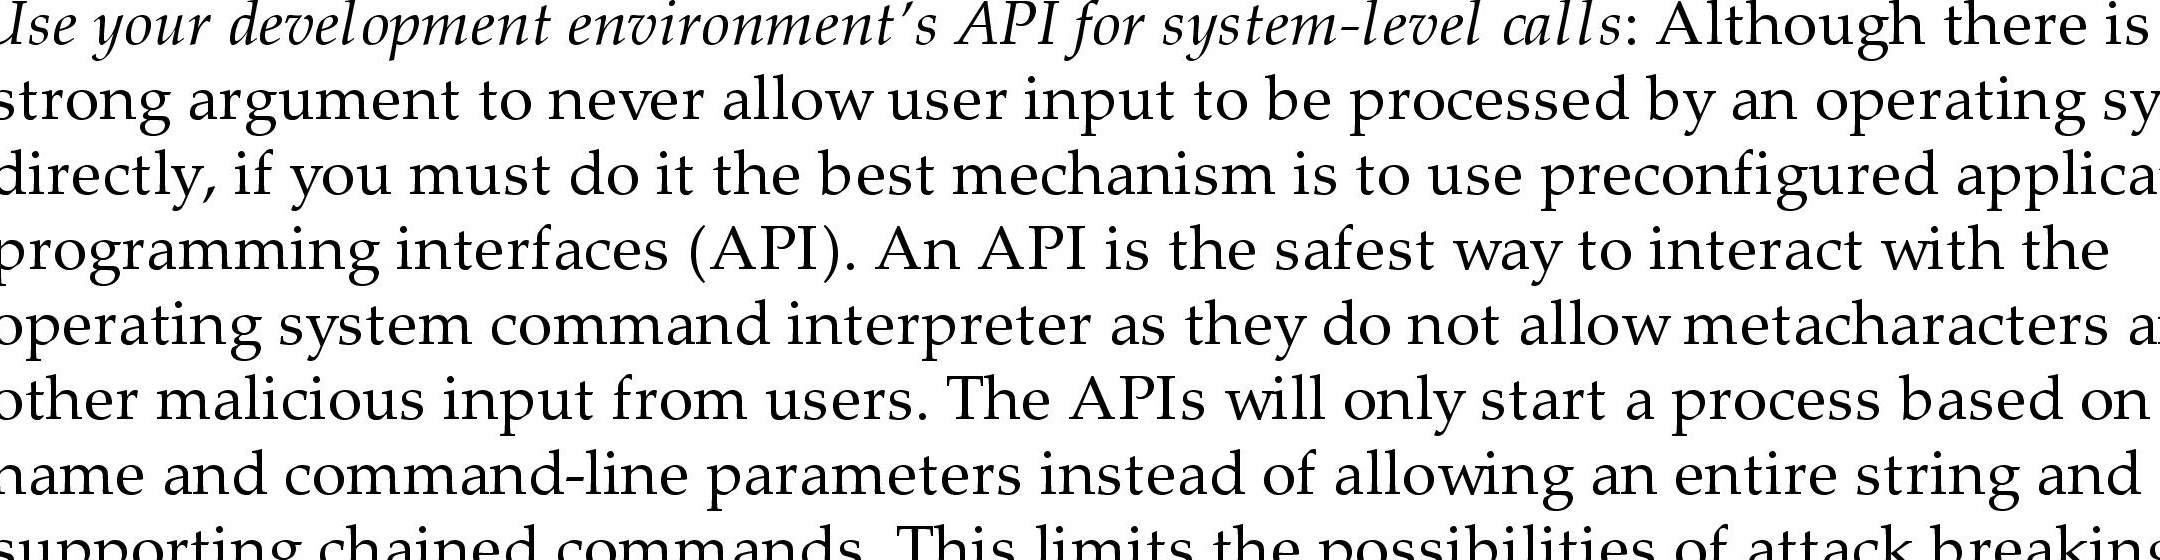 Use your development environment's API for system-level calls: Although there is
strong argument to never allow user input to be processed by an operating sy
directly, if you must do it the best mechanism is to use preconfigured applica
programming interfaces (API). An API is the safest way to interact with the
operating system command interpreter as they do not allow metacharacters a
other malicious input from users. The APIs will only start a process based on
name and command-line parameters instead of allowing an entire string and
supporting chained commands. This limits the possibilities of attack breaking